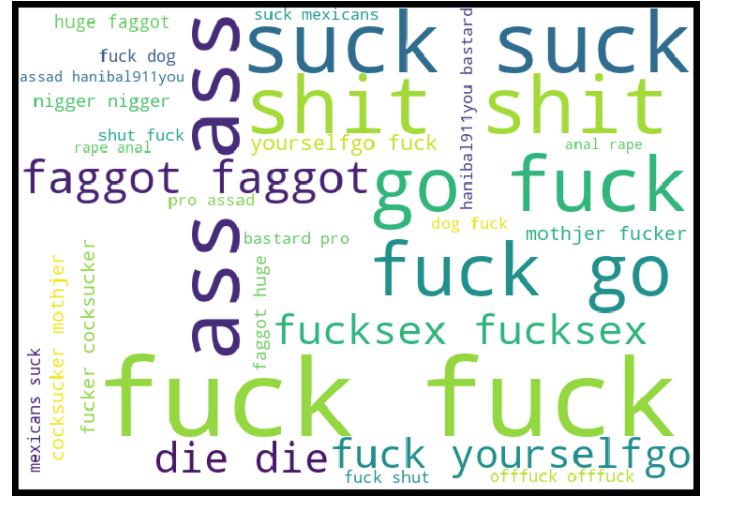 huge faggot
suck mexicans
suck suck
fuck dog
assad hanibal911you
nigger nigger
shit shit
shut fuck
rape anal
yourselfgo fuck
anal rape
hanibal911you bastard
ass ass
faggot faggot
go fuck
pro assad
dog fuck
mothjer fucker
bastard pro
fuck go
faggot huge
fucksex fucksex
cocksucker mothjer
fucker cocksucker
mexicans suck
fuck fuck
die die
fuck yourselfgo
fuck shut
offfuck offfuck